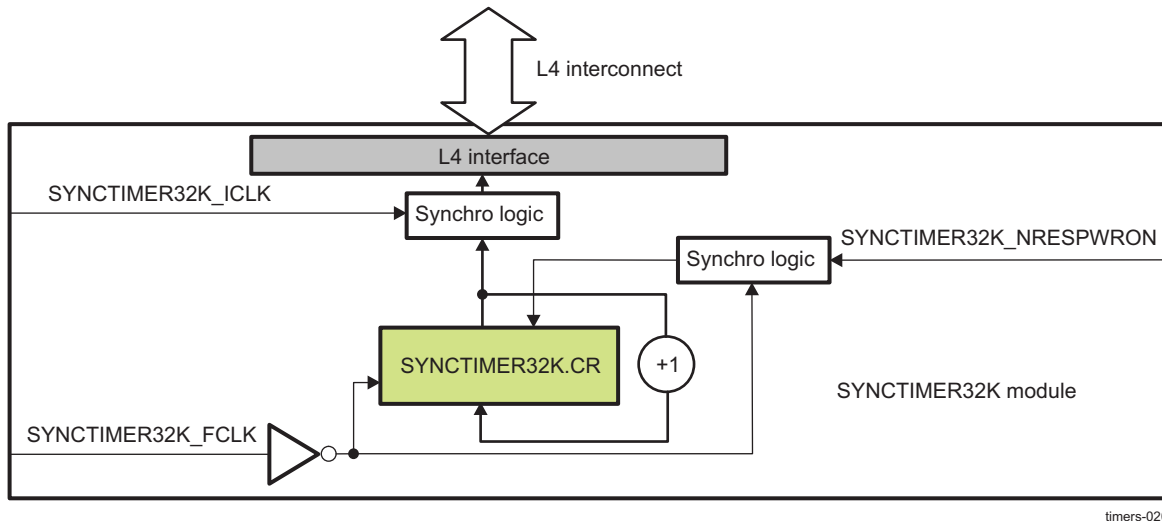 L4 interconnect
L4 interface
SYNCTIMER32K_ICLK
Synchro logic
SYNCTIMER32K_NRESPWRON
Synchro logic
SYNCTIMER32K.CR
+1
SYNCTIMER32K module
SYNCTIMER32K_FCLK